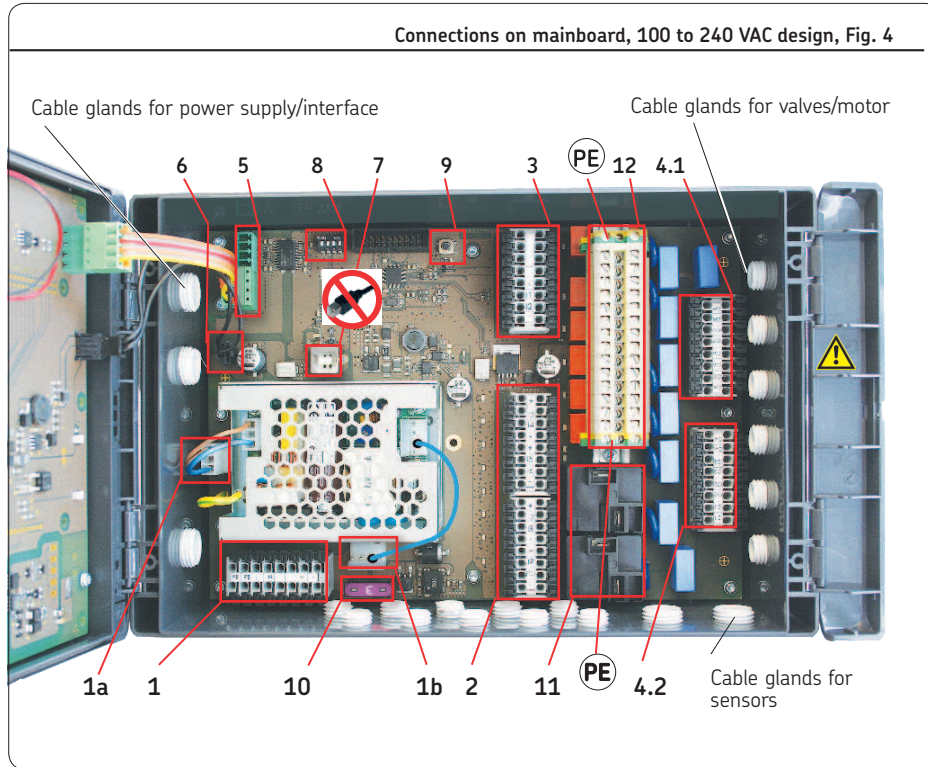 Connections on mainboard, 100 to 240 VAC design, Fig. 4
Cable glands for power supply/interface
Cable glands for valves/motor
6
5
8
7
9
3
PE
12
4.1
1a
1
10
3
1b
2
11
PE
4.2
Cable glands for
sensors